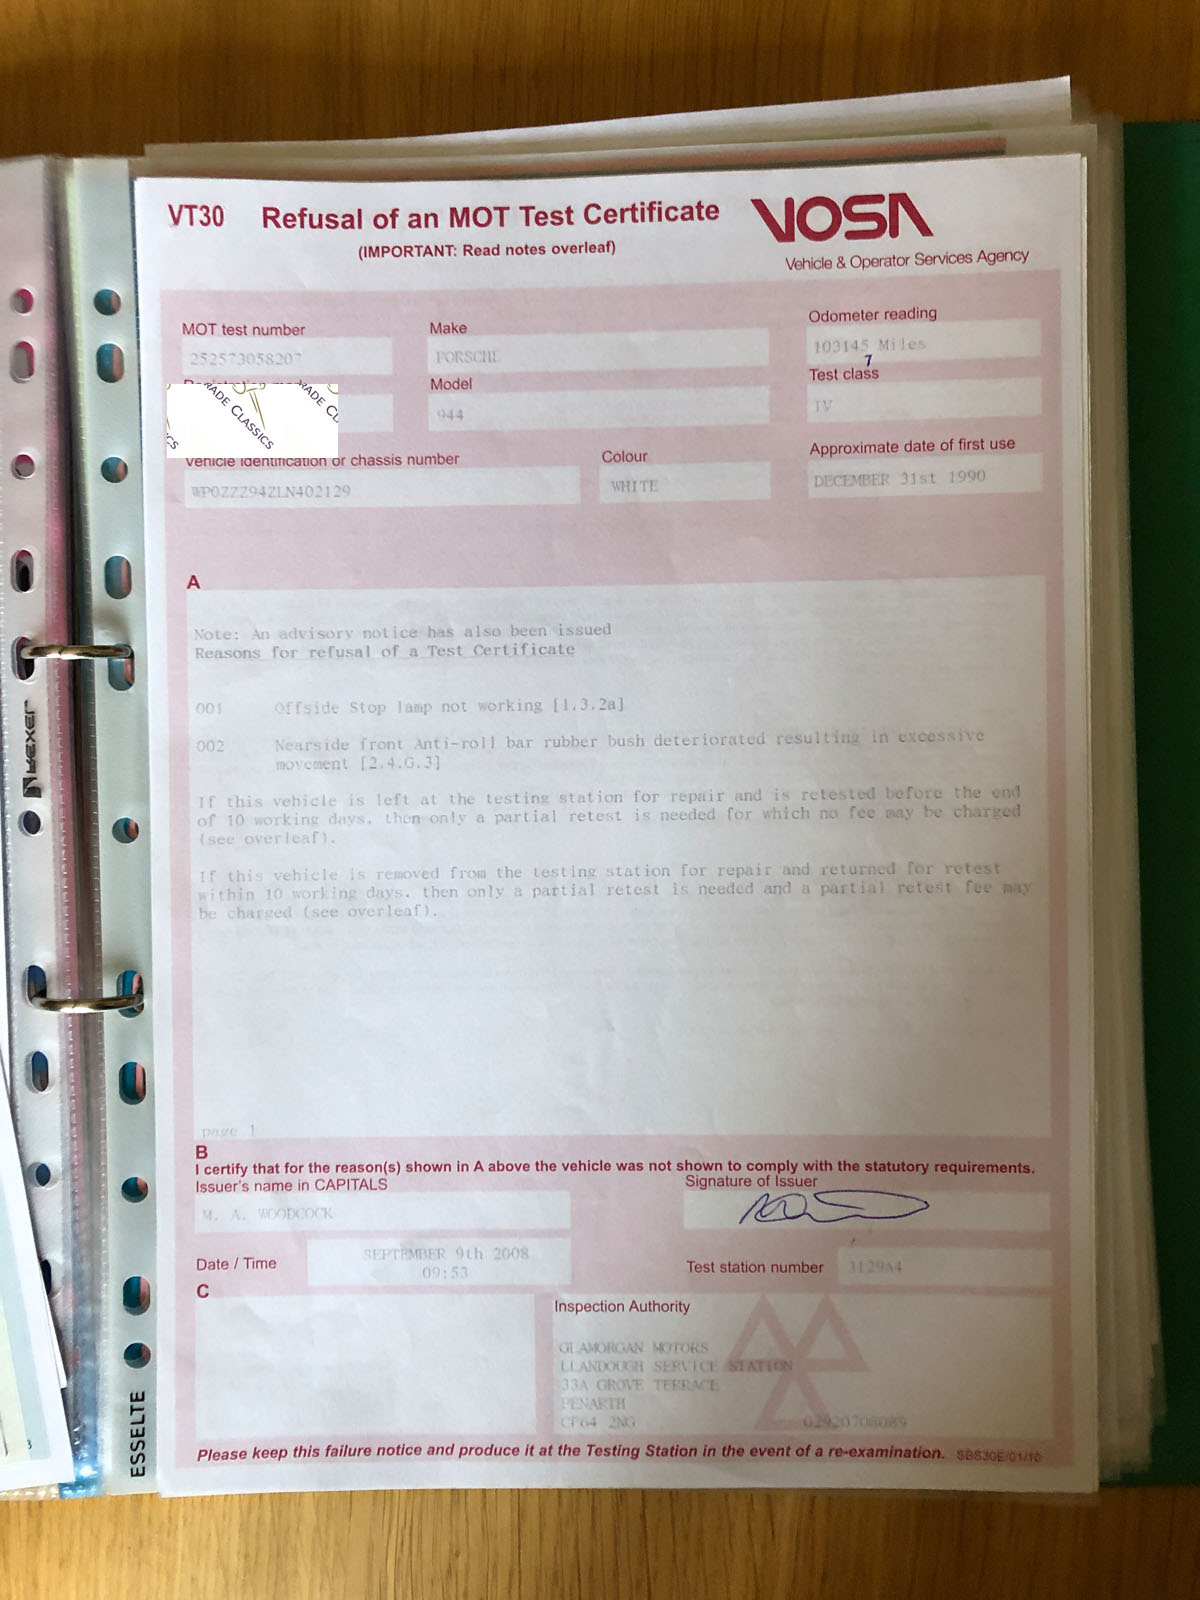 VT30 Refusal of an MOT Test Certificate
(IMPORTANT: Read notes overleaf)
VOSA
Vehicle & Operator Services Agency
MOT test number
252573058207
Make
PORSCHE
Odometer reading
103145 Miles
7
Model
944
Test class
IV
RADE CLASSICS
Vehicle identification or chassis number
WP0ZZZ94ZLN402129
Colour
WHITE
Approximate date of first use
DECEMBER 31st 1990
A
Note: An advisory notice has also been issued
Reasons for refusal of a Test Certificate
001 Offside Stop lamp not working [1.3.2a]
002 Nearside front Anti-roll bar rubber bush deteriorated resulting in excessive
movement [2.4.G.3]
If this vehicle is left at the testing station for repair and is retested before the end
of 10 working days, then only a partial retest is needed for which no fee may be charged
(see overleaf).
If this vehicle is removed from the testing station for repair and returned for retest
within 10 working days, then only a partial retest is needed and a partial retest fee may
be charged (see overleaf).
page 1
B
I certify that for the reason(s) shown in A above the vehicle was not shown to comply with the statutory requirements.
Issuer's name in CAPITALS
M. A. WOODCOCK
Signature of Issuer
Date / Time
SEPTEMBER 9th 2008
09:53
Test station number 3129A4
C
Inspection Authority
GLAMORGAN MOTORS
LLANDOUGH SERVICE STATION
33A GROVE TERRACE
PENARTH
CF64 2NG 02920708089
Please keep this failure notice and produce it at the Testing Station in the event of a re-examination. SBS30E/01/10
rexel
ESSELTE